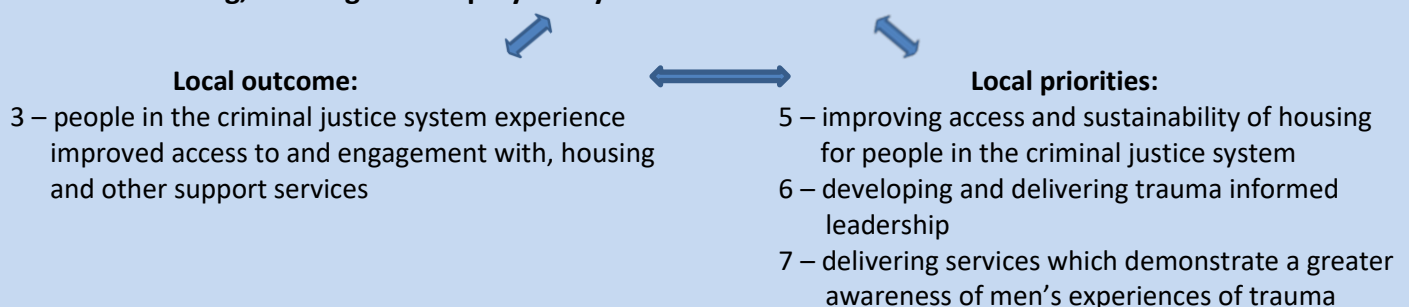 Local outcome:
3 – people in the criminal justice system experience
improved access to and engagement with, housing
and other support services
Local priorities:
5 – improving access and sustainability of housing
for people in the criminal justice system
6 – developing and delivering trauma informed
leadership
7 – delivering services which demonstrate a greater
awareness of men’s experiences of trauma